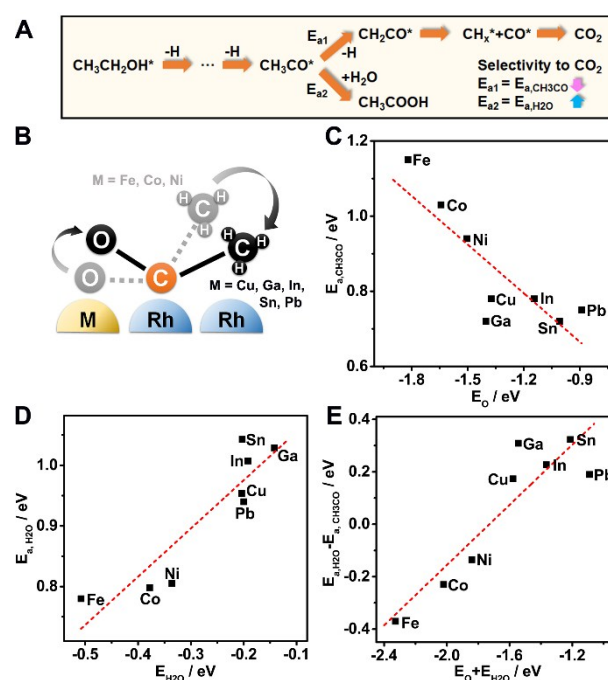 A
CH3CH2OH* -H ... -H CH3CO* Ea1 -H CH2CO* CHx*+CO* CO2
Ea2 +H2O CH3COOH
Selectivity to CO2
Ea1 = Ea,CH3CO
Ea2 = Ea,H2O
B
M = Fe, Co, Ni
H H
C
H
O
O C C
H H
H
M = Cu, Ga, In,
Sn, Pb
M Rh Rh
C
1.2
Fe
Co
Ni
Cu
Ga
In
Sn
Pb
1.0
0.8
0.6
-1.8 -1.5 -1.2 -0.9
Ea,CH3CO / eV
EO / eV
D
Sn
Ga
In
Cu
Pb
Ni
Co
Fe
1.0
0.9
0.8
-0.5 -0.4 -0.3 -0.2 -0.1
Ea,H2O / eV
EH2O / eV
E
0.4
Sn
Ga
In
Cu
Pb
Ni
Co
Fe
0.2
0.0
-0.2
-0.4
-2.4 -2.0 -1.6 -1.2
Ea,H2O-Ea, CH3CO / eV
EO+EH2O / eV